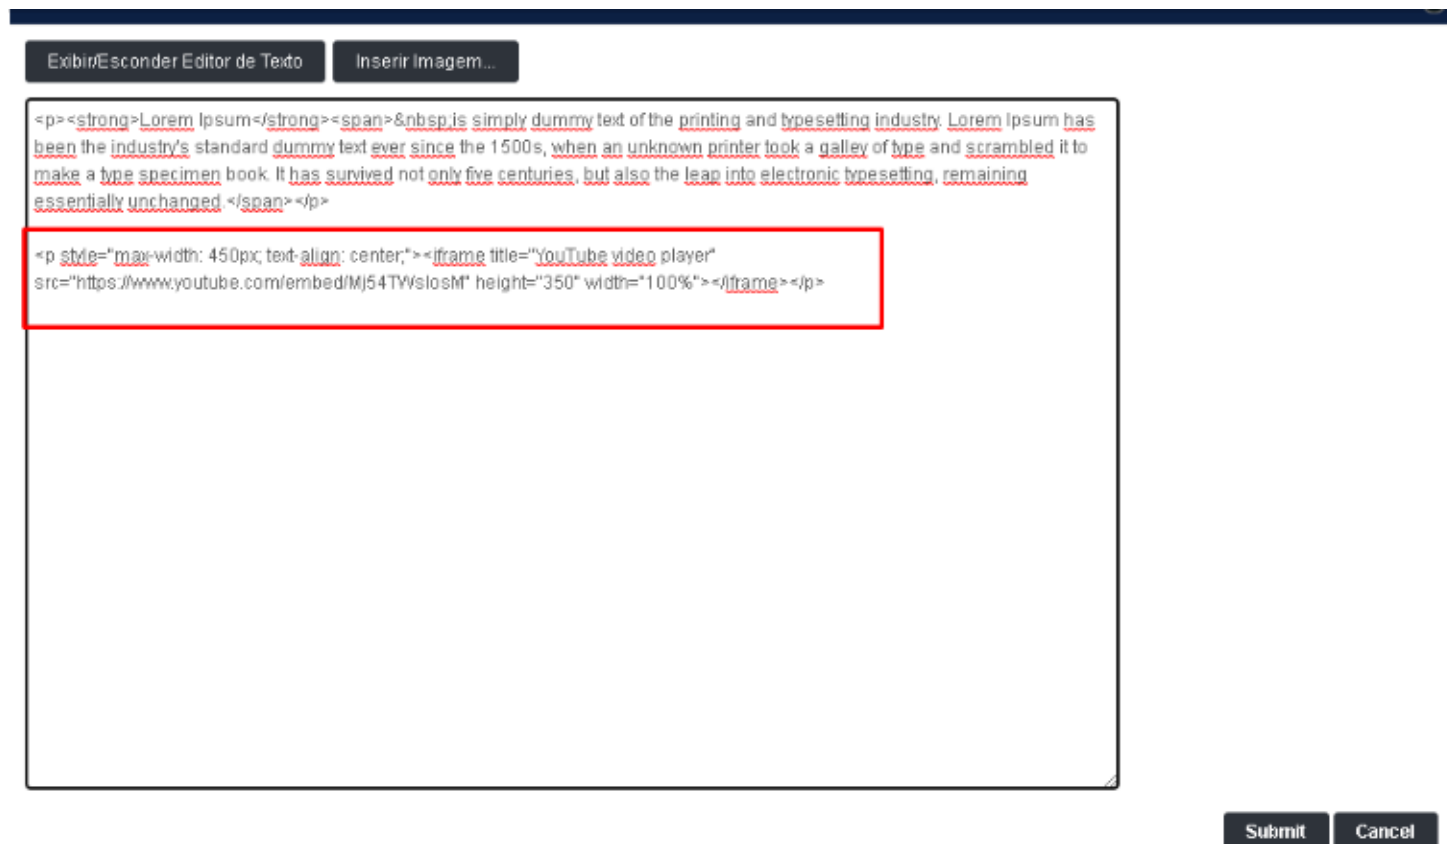 Exibir/Esconder Editor de Texto
Inserir Imagem...
<p><strong>Lorem Ipsum</strong><span>&nbsp;is simply dummy text of the printing and typesetting industry. Lorem Ipsum has
been the industry's standard dummy text ever since the 1500s, when an unknown printer took a galley of type and scrambled it to
make a type specimen book. It has survived not only five centuries, but also the leap into electronic typesetting, remaining
essentially unchanged.</span></p>
<p style="max-width: 450px; text-align: center;"><iframe title="YouTube video player"
src="https://www.youtube.com/embed/Mj54TWslosM" height="350" width="100%"></iframe></p>
Submit
Cancel